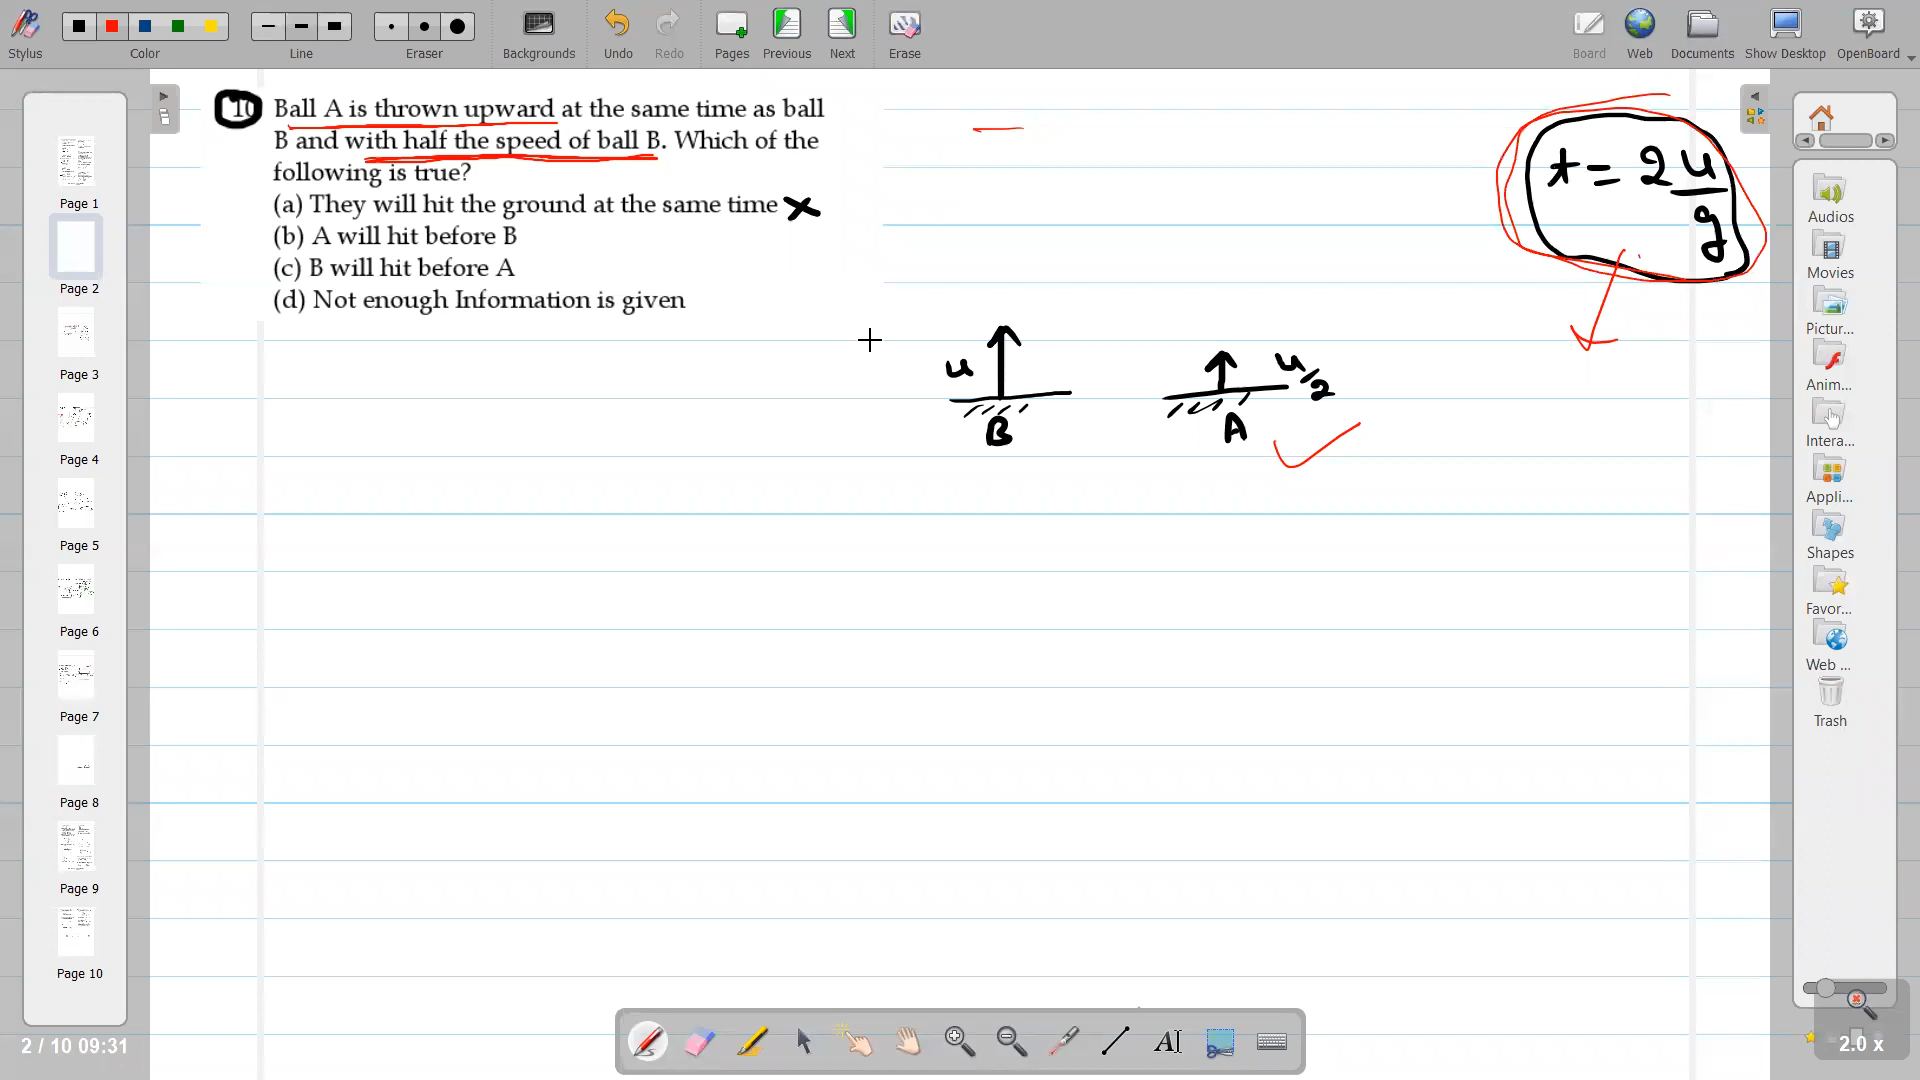 Stylus
Color
Line
Eraser
Backgrounds
Undo
Redo
Pages
Previous
Next
Erase
Board
Web
Documents
Show Desktop
OpenBoard
Page 1
Page 2
Page 3
Page 4
Page 5
Page 6
Page 7
Page 8
Page 9
Page 10
2 / 10 09:31
10 Ball A is thrown upward at the same time as ball
B and with half the speed of ball B. Which of the
following is true?
(a) They will hit the ground at the same time ×
(b) A will hit before B
(c) B will hit before A
(d) Not enough Information is given
t = 2u/g
u
B
u/2
A
Audios
Movies
Pictur...
Anim...
Intera...
Appli...
Shapes
Favor...
Web ...
Trash
2.0 x